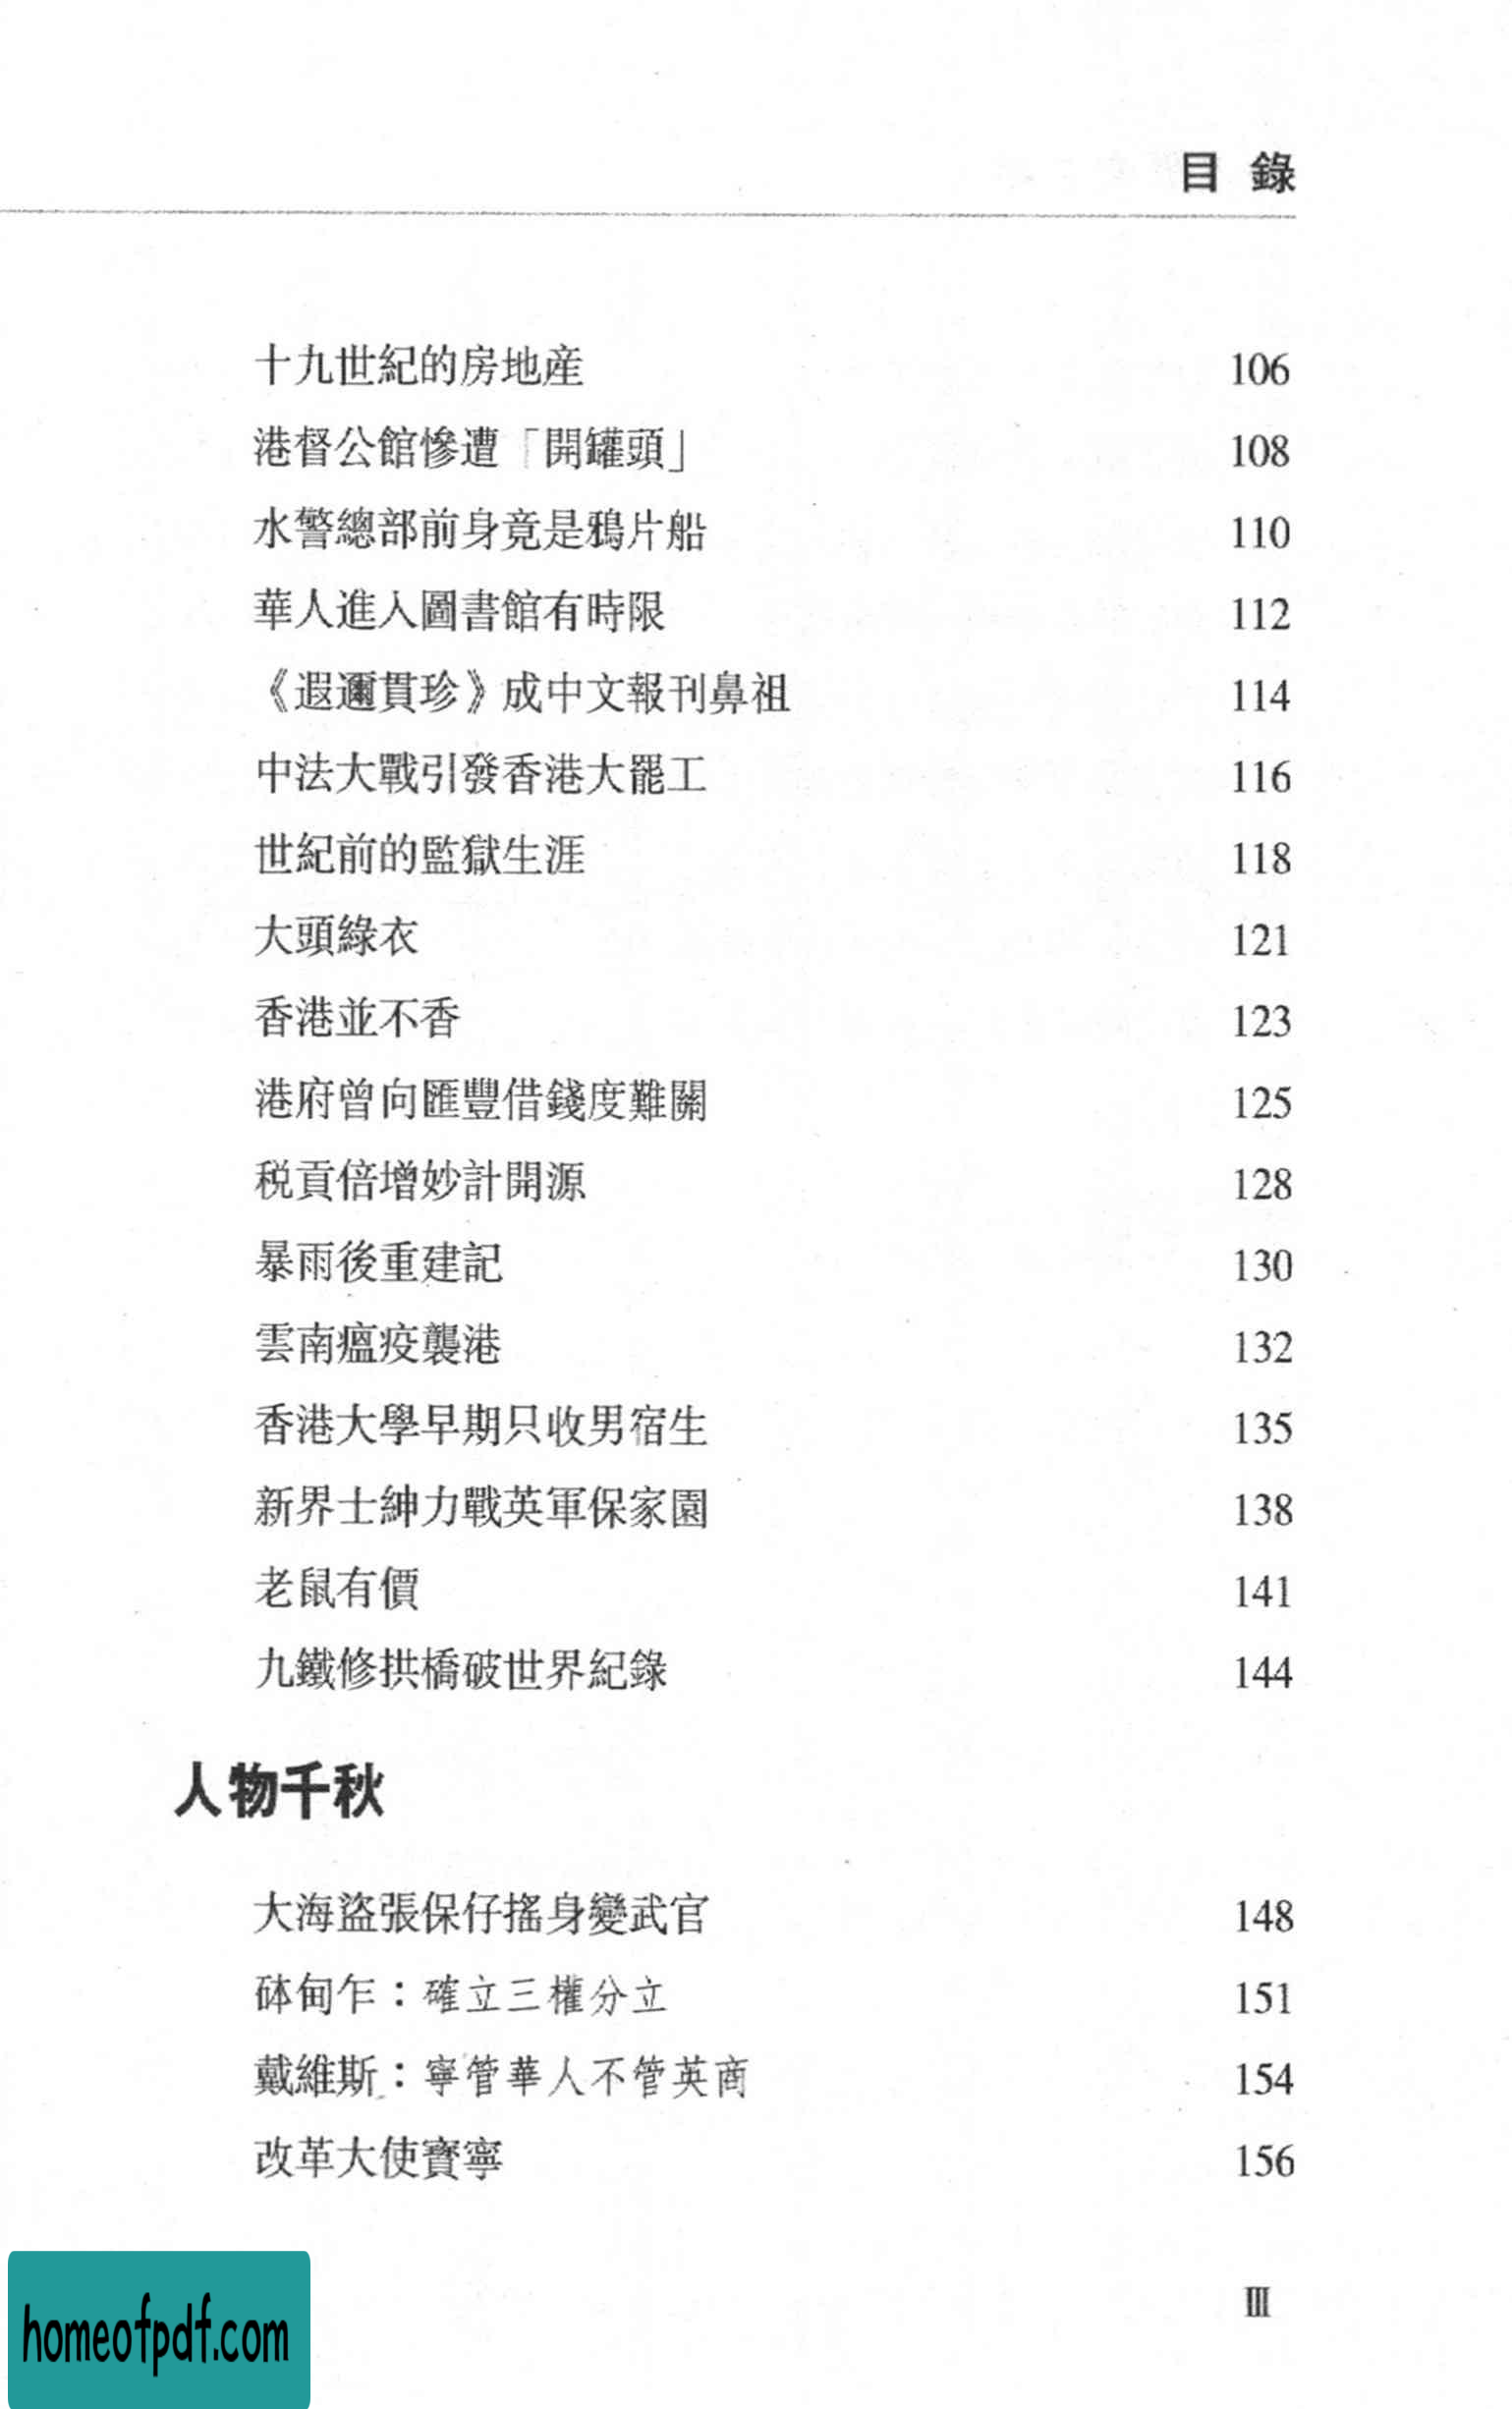 目 錄
十九世紀的房地産 106
港督公館慘遭「開罐頭」 108
水警總部前身竟是鴉片船 110
華人進入圖書館有時限 112
《遐邇貫珍》成中文報刊鼻祖 114
中法大戰引發香港大罷工 116
世紀前的監獄生涯 118
大頭綠衣 121
香港並不香 123
港府曾向匯豐借錢度難關 125
税貢倍增妙計開源 128
暴雨後重建記 130
雲南瘟疫襲港 132
香港大學早期只收男宿生 135
新界士紳力戰英軍保家園 138
老鼠有價 141
九鐵修拱橋破世界紀錄 144
人物千秋
大海盜張保仔搖身變武官 148
砵甸乍：確立三權分立 151
戴維斯：寧管華人不管英商 154
改革大使寶寧 156
III
homeofpdf.com